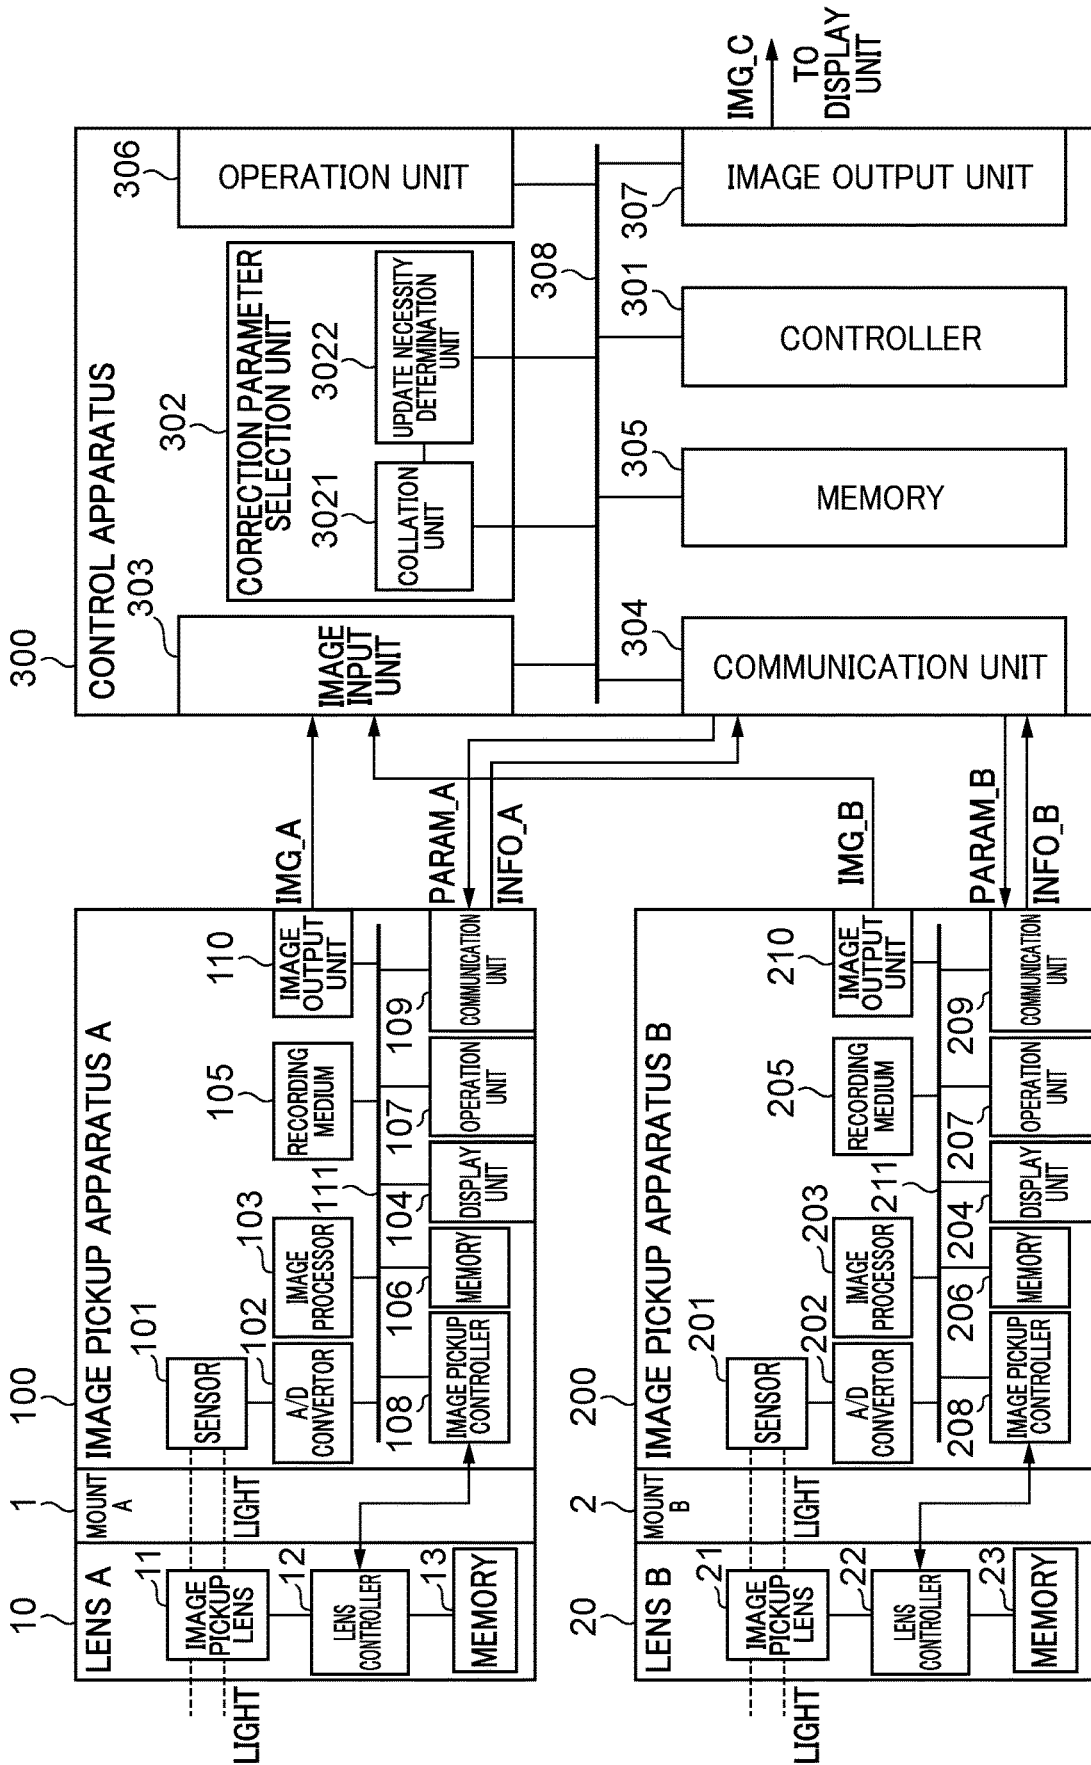 10
LENS A
11
IMAGE
PICKUP
LENS
LIGHT
LIGHT
12
LENS
CONTROLLER
13
MEMORY
1
MOUNT
A
100
IMAGE PICKUP APPARATUS A
101
SENSOR
102
A/D
CONVERTOR
103
IMAGE
PROCESSOR
105
RECORDING
MEDIUM
110
IMAGE
OUTPUT
UNIT
111
108
IMAGE PICKUP
CONTROLLER
106
MEMORY
104
DISPLAY
UNIT
107
OPERATION
UNIT
109
COMMUNICATION
UNIT
IMG_A
PARAM_A
INFO_A
20
LENS B
21
IMAGE
PICKUP
LENS
LIGHT
22
LENS
CONTROLLER
23
MEMORY
2
MOUNT
B
200
IMAGE PICKUP APPARATUS B
201
SENSOR
202
A/D
CONVERTOR
203
IMAGE
PROCESSOR
205
RECORDING
MEDIUM
210
IMAGE
OUTPUT
UNIT
211
208
IMAGE PICKUP
CONTROLLER
206
MEMORY
204
DISPLAY
UNIT
207
OPERATION
UNIT
209
COMMUNICATION
UNIT
IMG_B
PARAM_B
INFO_B
300
CONTROL APPARATUS
303
IMAGE
INPUT
UNIT
302
CORRECTION PARAMETER
SELECTION UNIT
3021
COLLATION
UNIT
3022
UPDATE NECESSITY
DETERMINATION
UNIT
306
OPERATION UNIT
308
304
COMMUNICATION UNIT
305
MEMORY
301
CONTROLLER
307
IMAGE OUTPUT UNIT
IMG_C
TO
DISPLAY
UNIT